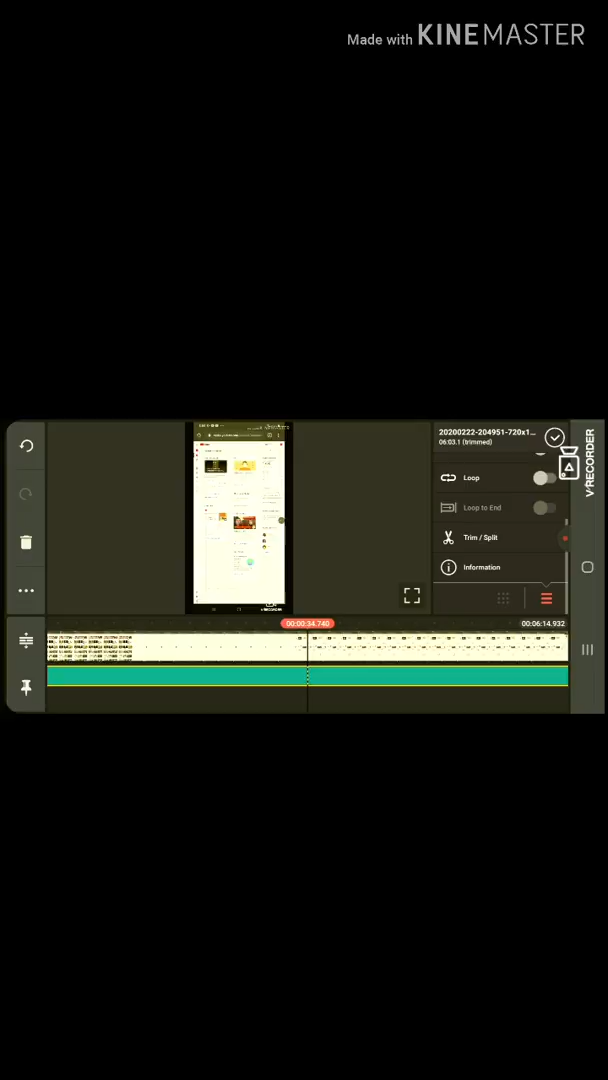 Made with KINEMASTER
20200222-204951-720x1...
06:03.1 (trimmed)
Loop
Loop to End
Trim / Split
Information
V RECORDER
00:00:34.740
00:06:14.932